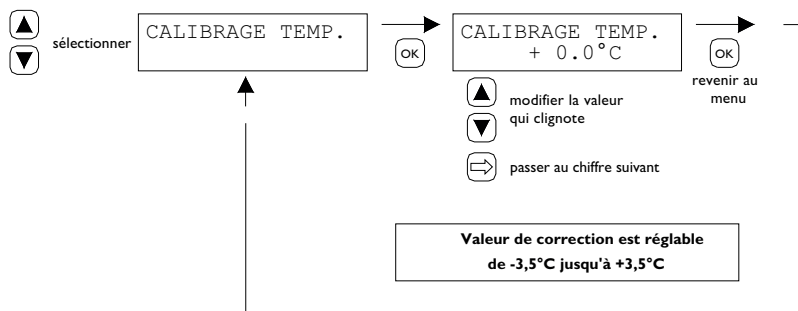 sélectionner
CALIBRAGE TEMP.
OK
CALIBRAGE TEMP.
+ 0.0°C
OK
revenir au
menu
modifier la valeur
qui clignote
passer au chiffre suivant
Valeur de correction est réglable
de -3,5°C jusqu'à +3,5°C